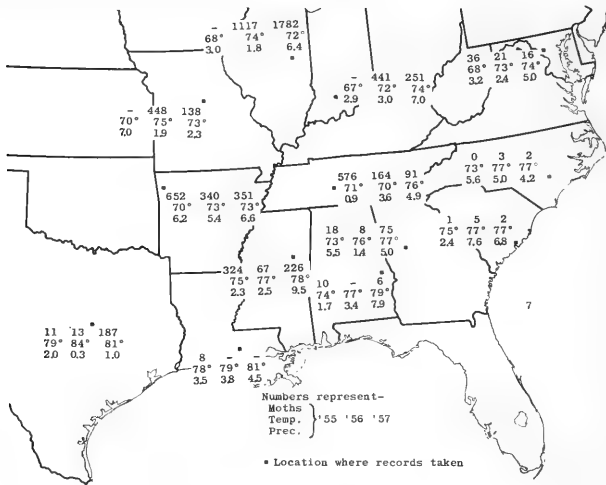 - 1117 1782
68° 74° 72°
3.0 1.8 6.4
36 21 16
68° 73° 74°
3.2 2.4 5.0
- 441 251
67° 72° 74°
2.9 3.0 7.0
- 448 138
70° 75° 73°
7.0 1.9 2.3
0 3 2
73° 77° 77°
5.6 5.0 4.2
576 164 91
71° 70° 76°
0.9 3.6 4.9
652 340 351
70° 73° 73°
6.2 5.4 6.6
1 5 2
75° 77° 77°
2.4 7.6 6.8
18 8 75
73° 76° 77°
5.5 1.4 5.0
324 67 226
75° 77° 78°
2.3 2.5 9.5
10 - 6
74° 77° 79°
1.7 3.4 7.9
7
11 13 187
79° 84° 81°
2.0 0.3 1.0
8 - -
78° 79° 81°
3.5 3.8 4.5
Numbers represent-
Moths
Temp. '55 '56 '57
Prec.
Location where records taken